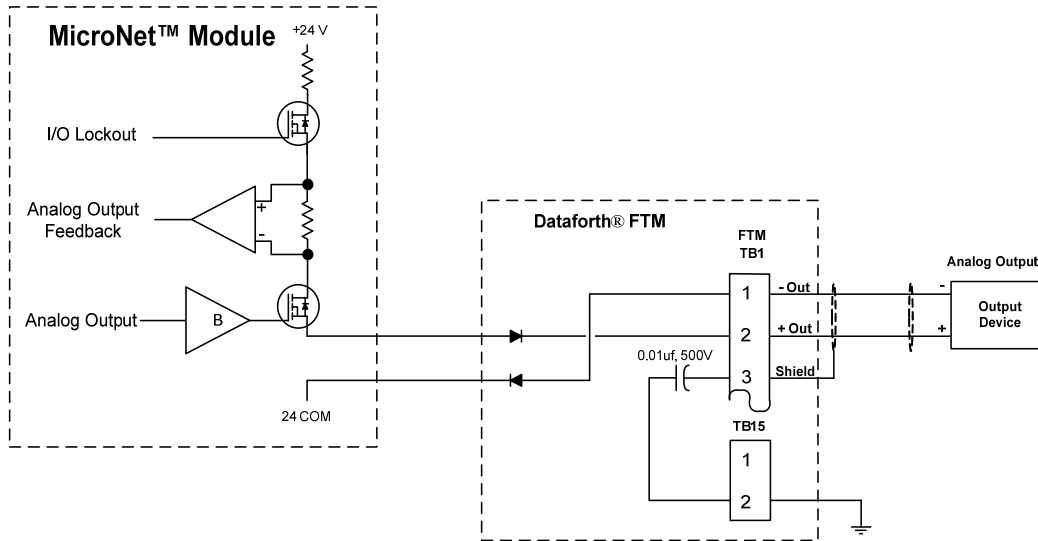 MicroNet™ Module
+24 V
I/O Lockout
Analog Output
Feedback
+
-
Analog Output
B
24 COM
Dataforth® FTM
FTM
TB1
1
2
3
- Out
+ Out
Shield
0.01uf, 500V
TB15
1
2
Analog Output
-
+
Output
Device